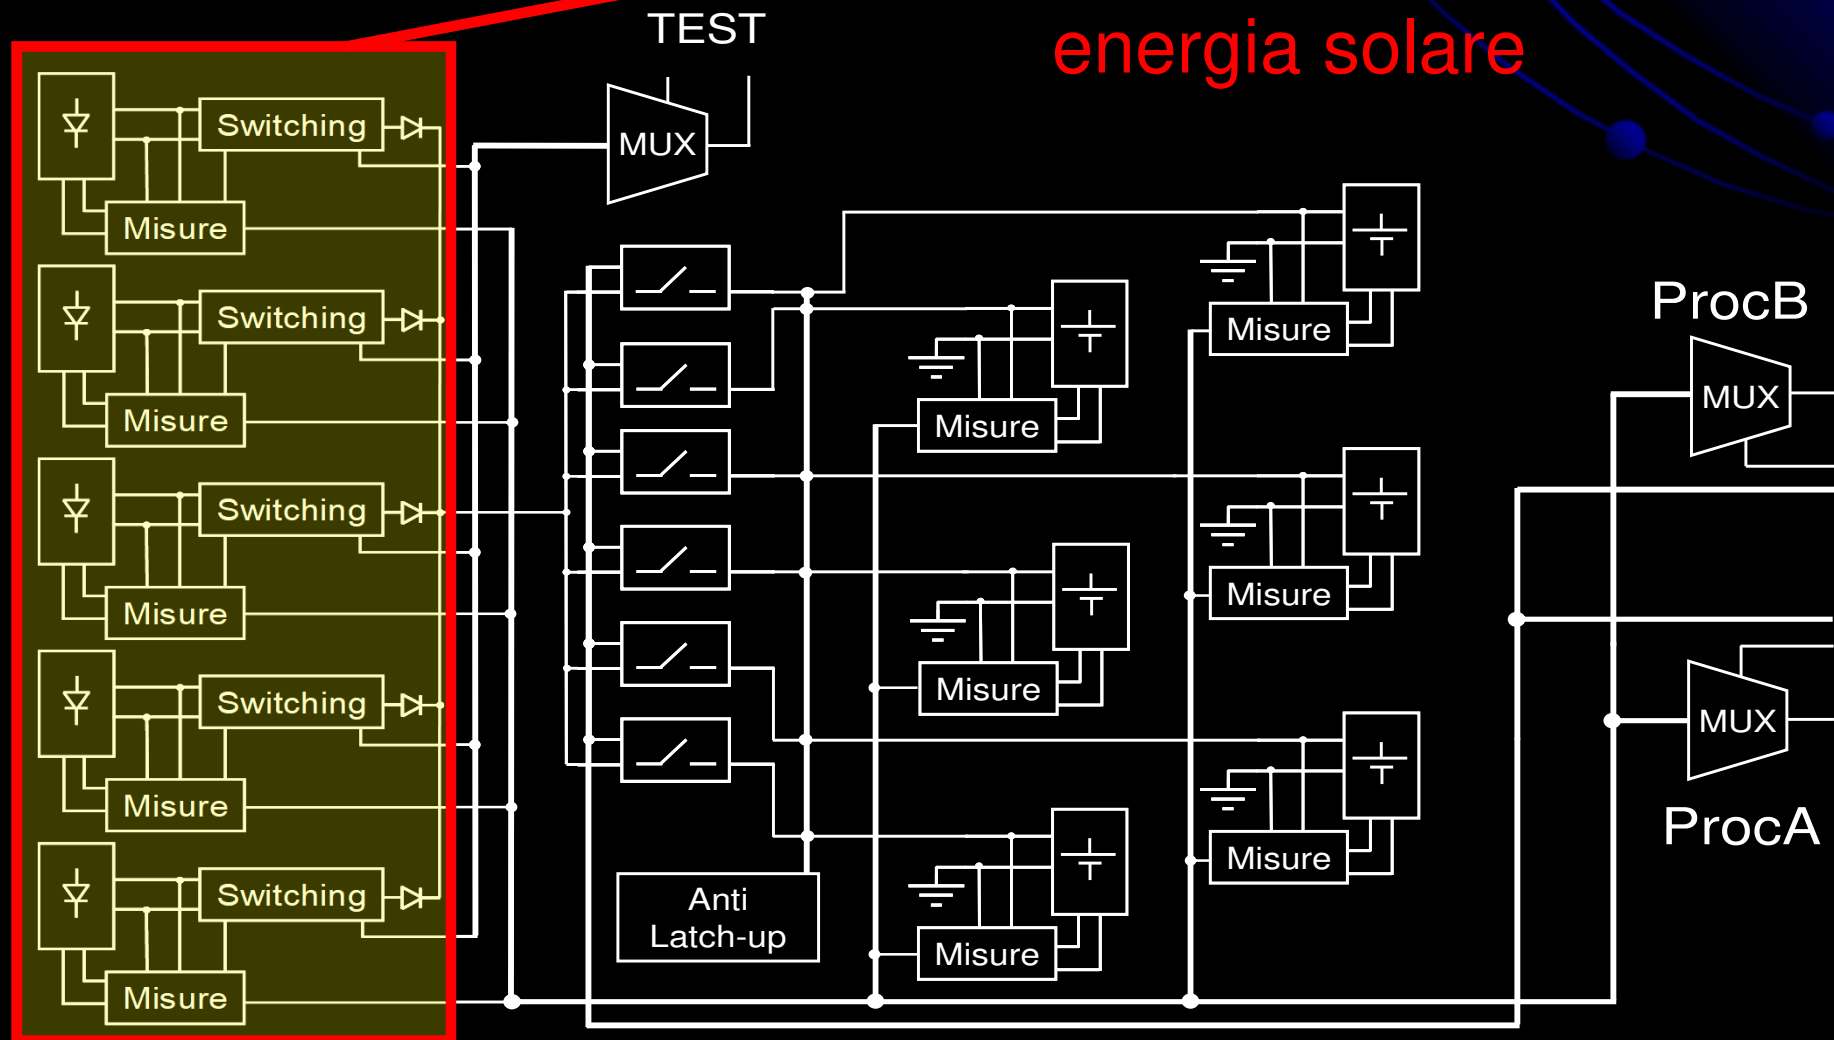 TEST
energia solare
Switching
MUX
Misure
Switching
Misure
ProcB
Misure
MUX
Misure
Switching
Misure
Misure
Switching
Misure
MUX
Misure
ProcA
Misure
Switching
Anti
Latch-up
Misure
Misure